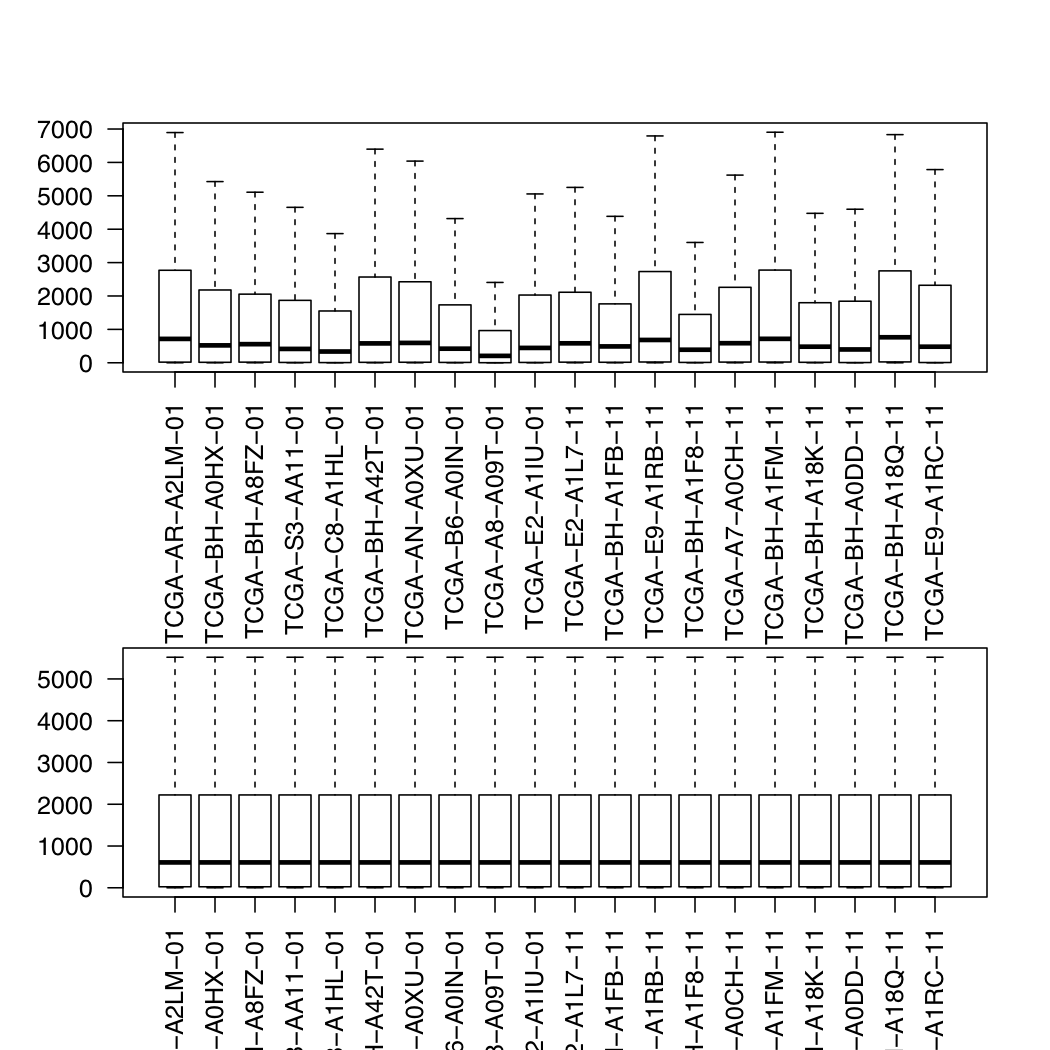 7000
6000
5000
4000
3000
2000
1000
0
TCGA−AR−A2LM−01
TCGA−BH−A0HX−01
TCGA−BH−A8FZ−01
TCGA−S3−AA11−01
TCGA−C8−A1HL−01
TCGA−BH−A42T−01
TCGA−AN−A0XU−01
TCGA−B6−A0IN−01
TCGA−A8−A09T−01
TCGA−E2−A1IU−01
TCGA−E2−A1L7−11
TCGA−BH−A1FB−11
TCGA−E9−A1RB−11
TCGA−BH−A1F8−11
TCGA−A7−A0CH−11
TCGA−BH−A1FM−11
TCGA−BH−A18K−11
TCGA−BH−A0DD−11
TCGA−BH−A18Q−11
TCGA−E9−A1RC−11
5000
4000
3000
2000
1000
0
−A2LM−01
−A0HX−01
−A8FZ−01
−AA11−01
−A1HL−01
−A42T−01
−A0XU−01
−A0IN−01
−A09T−01
−A1IU−01
−A1L7−11
−A1FB−11
−A1RB−11
−A1F8−11
−A0CH−11
−A1FM−11
−A18K−11
−A0DD−11
−A18Q−11
−A1RC−11